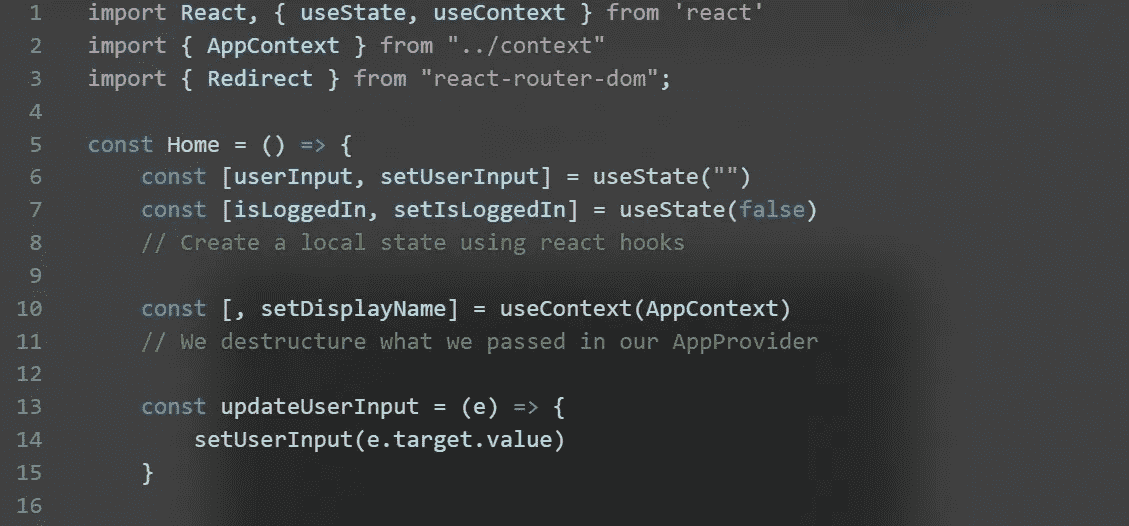 1 import React, { useState, useContext } from 'react'
2 import { AppContext } from "../context"
3 import { Redirect } from "react-router-dom";
4
5 const Home = () => {
6 const [userInput, setUserInput] = useState("")
7 const [isLoggedIn, setIsLoggedIn] = useState(false)
8 // Create a local state using react hooks
9
10 const [, setDisplayName] = useContext(AppContext)
11 // We destructure what we passed in our AppProvider
12
13 const updateUserInput = (e) => {
14 setUserInput(e.target.value)
15 }
16